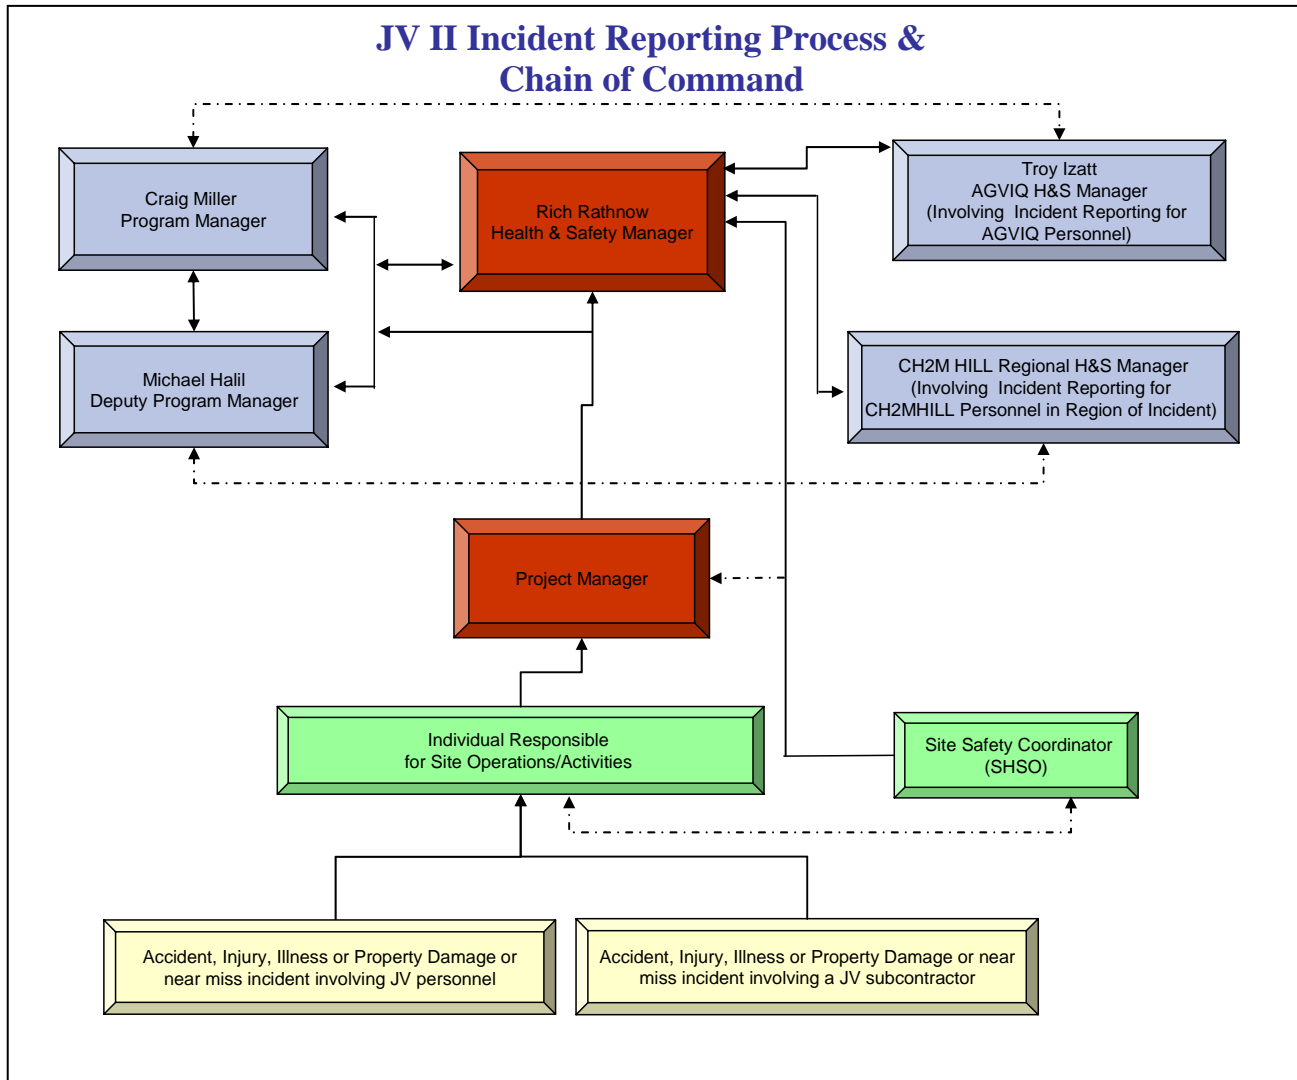 JV II Incident Reporting Process &
Chain of Command
Craig Miller
Program Manager
Rich Rathnow
Health & Safety Manager
Troy Izatt
AGVIQ H&S Manager
(Involving Incident Reporting for
AGVIQ Personnel)
Michael Halil
Deputy Program Manager
CH2M HILL Regional H&S Manager
(Involving Incident Reporting for
CH2MHILL Personnel in Region of Incident)
Project Manager
Individual Responsible
for Site Operations/Activities
Site Safety Coordinator
(SHSO)
Accident, Injury, Illness or Property Damage or
near miss incident involving JV personnel
Accident, Injury, Illness or Property Damage or near
miss incident involving a JV subcontractor